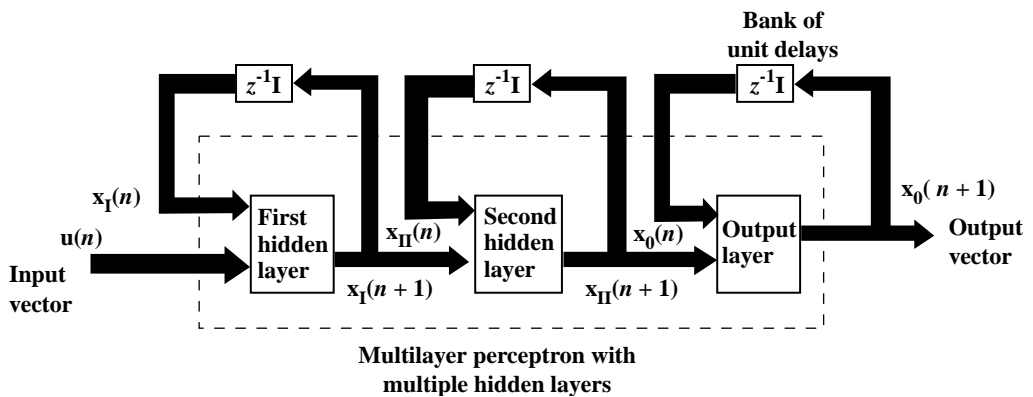 Bank of
unit delays
z⁻¹I
z⁻¹I
z⁻¹I
x_I(n)
u(n)
Input
vector
First
hidden
layer
x_I(n + 1)
x_II(n)
Second
hidden
layer
x_II(n + 1)
x_0(n)
Output
layer
x_0( n + 1)
Output
vector
Multilayer perceptron with
multiple hidden layers